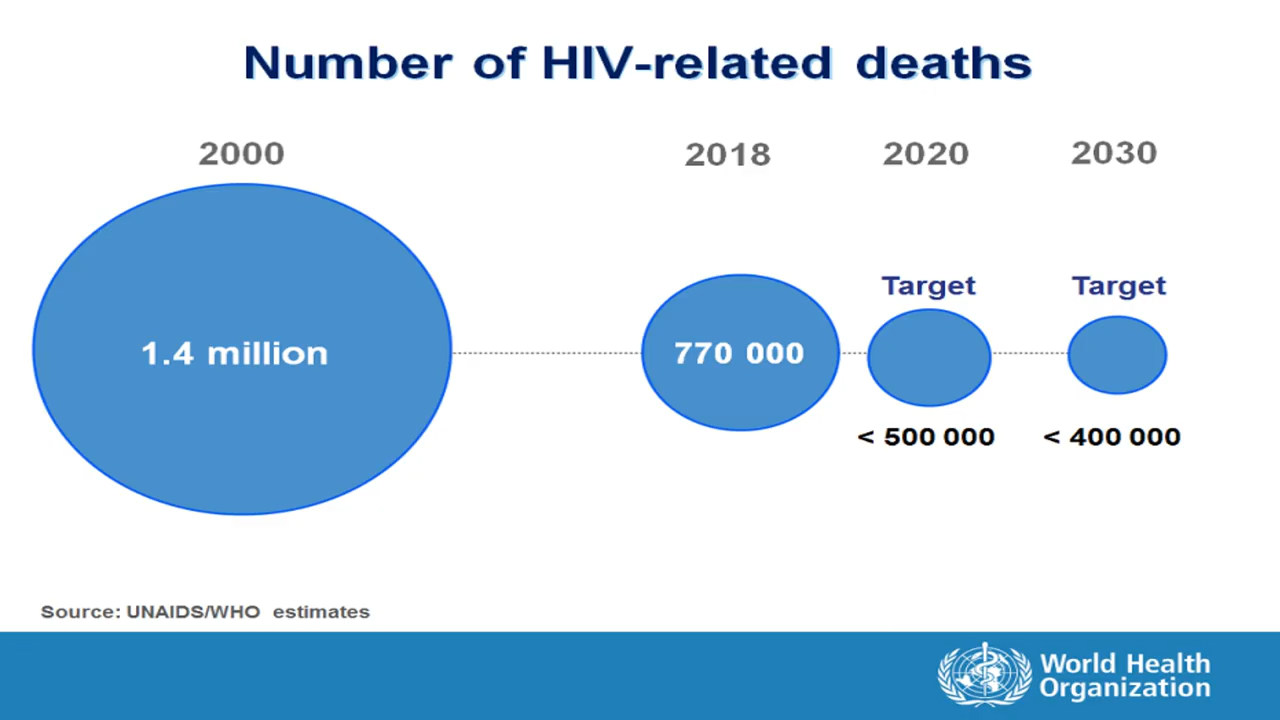 Number of HIV-related deaths
2000 2018 2020 2030
Target Target
1.4 million 770 000
< 500 000 < 400 000
Source: UNAIDS/WHO estimates
World Health
Organization